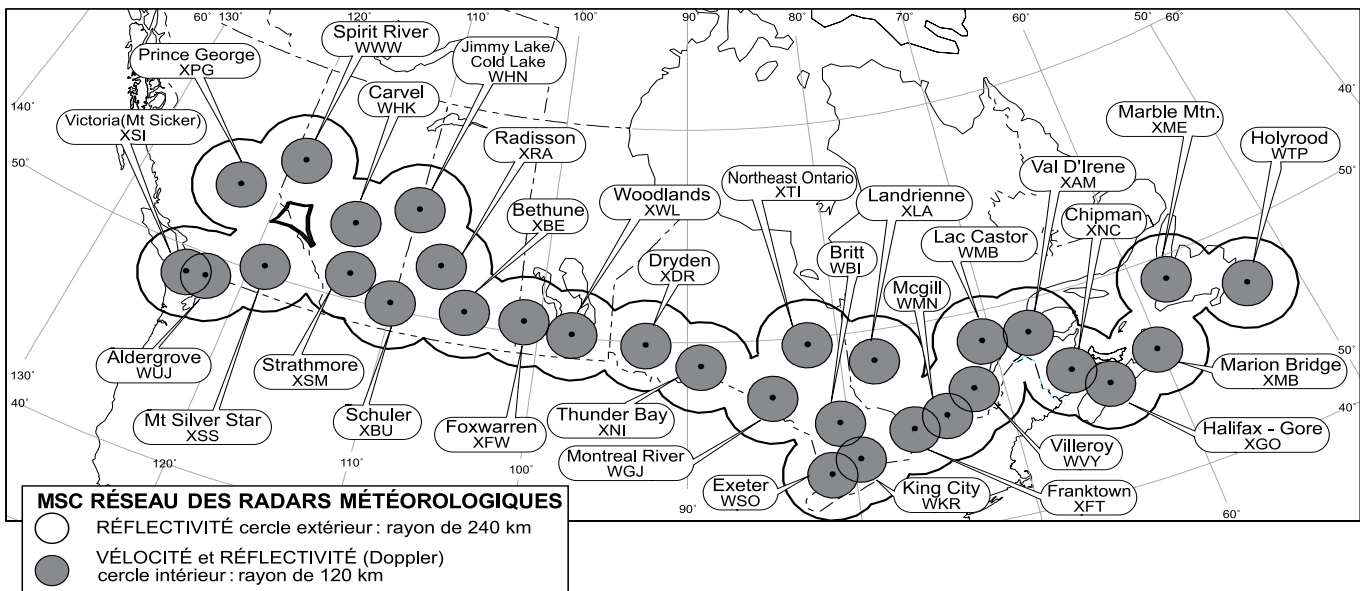 60° 130° 120° 110° 100° 90° 80° 70° 60° 50° 60°
Spirit River
WWW
Jimmy Lake/
Cold Lake
WHN
Prince George
XPG
Carvel
WHK
40°
140°
Marble Mtn.
XME
Victoria(Mt Sicker)
XSI
Radisson
XRA
Holyrood
WTP
50°
Val D'Irene
XAM
50°
Northeast Ontario
XTI
Landrienne
XLA
Woodlands
XWL
Bethune
XBE
Chipman
XNC
Lac Castor
WMB
Britt
WBI
Dryden
XDR
Mcgill
WMN
Aldergrove
WUJ
Strathmore
XSM
50°
130°
Marion Bridge
XMB
40°
40°
Mt Silver Star
XSS
Schuler
XBU
Foxwarren
XFW
Thunder Bay
XNI
Halifax - Gore
XGO
Montreal River
WGJ
Villeroy
WVY
120° 110° 100°
Exeter
WSO
King City
WKR
Franktown
XFT
90° 60°
MSC RÉSEAU DES RADARS MÉTÉOROLOGIQUES
RÉFLECTIVITÉ cercle extérieur : rayon de 240 km
VÉLOCITÉ et RÉFLECTIVITÉ (Doppler)
cercle intérieur : rayon de 120 km